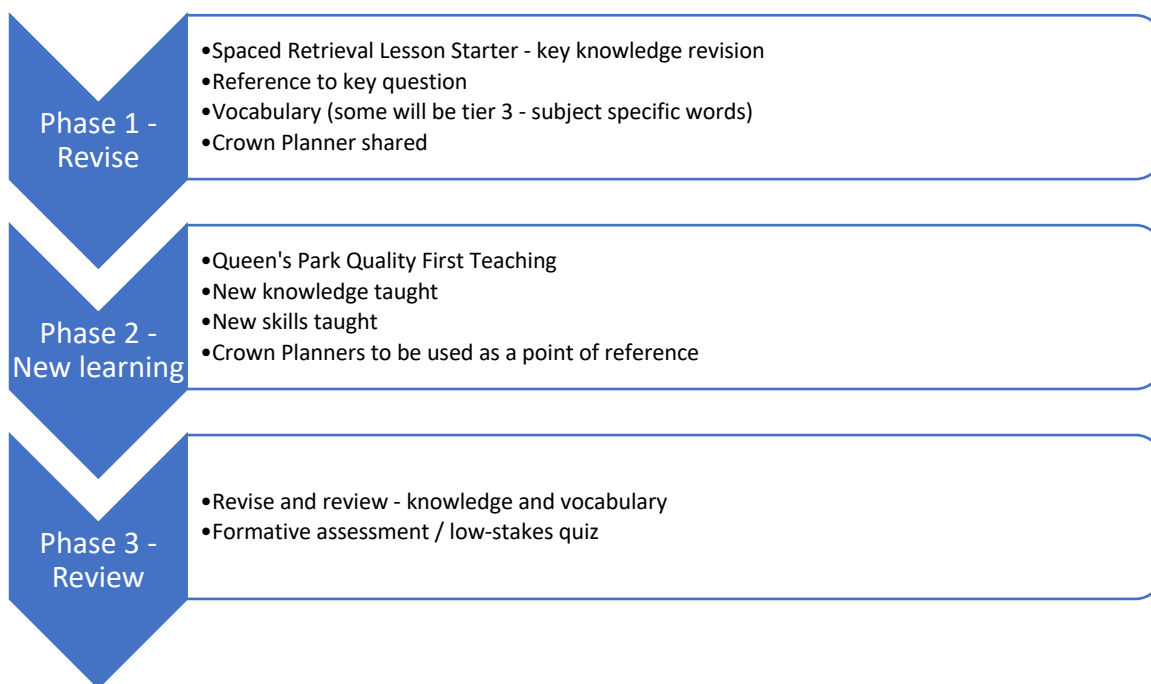 Phase 1 -
Revise
•Spaced Retrieval Lesson Starter - key knowledge revision
•Reference to key question
•Vocabulary (some will be tier 3 - subject specific words)
•Crown Planner shared
Phase 2 -
New learning
•Queen's Park Quality First Teaching
•New knowledge taught
•New skills taught
•Crown Planners to be used as a point of reference
Phase 3 -
Review
•Revise and review - knowledge and vocabulary
•Formative assessment / low-stakes quiz